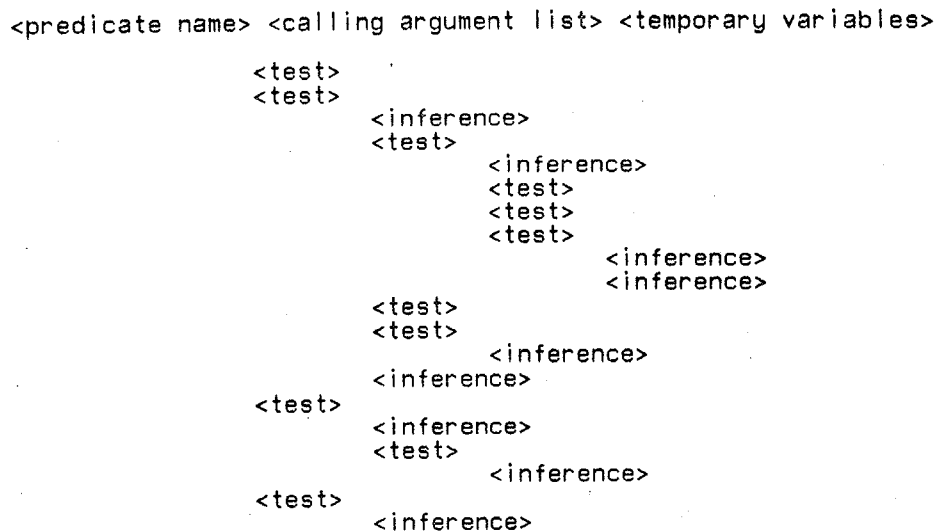 <predicate name> <calling argument list> <temporary variables>
<test>
<test>
<inference>
<test>
<inference>
<test>
<test>
<test>
<inference>
<inference>
<test>
<test>
<inference>
<inference>
<test>
<inference>
<test>
<inference>
<test>
<inference>